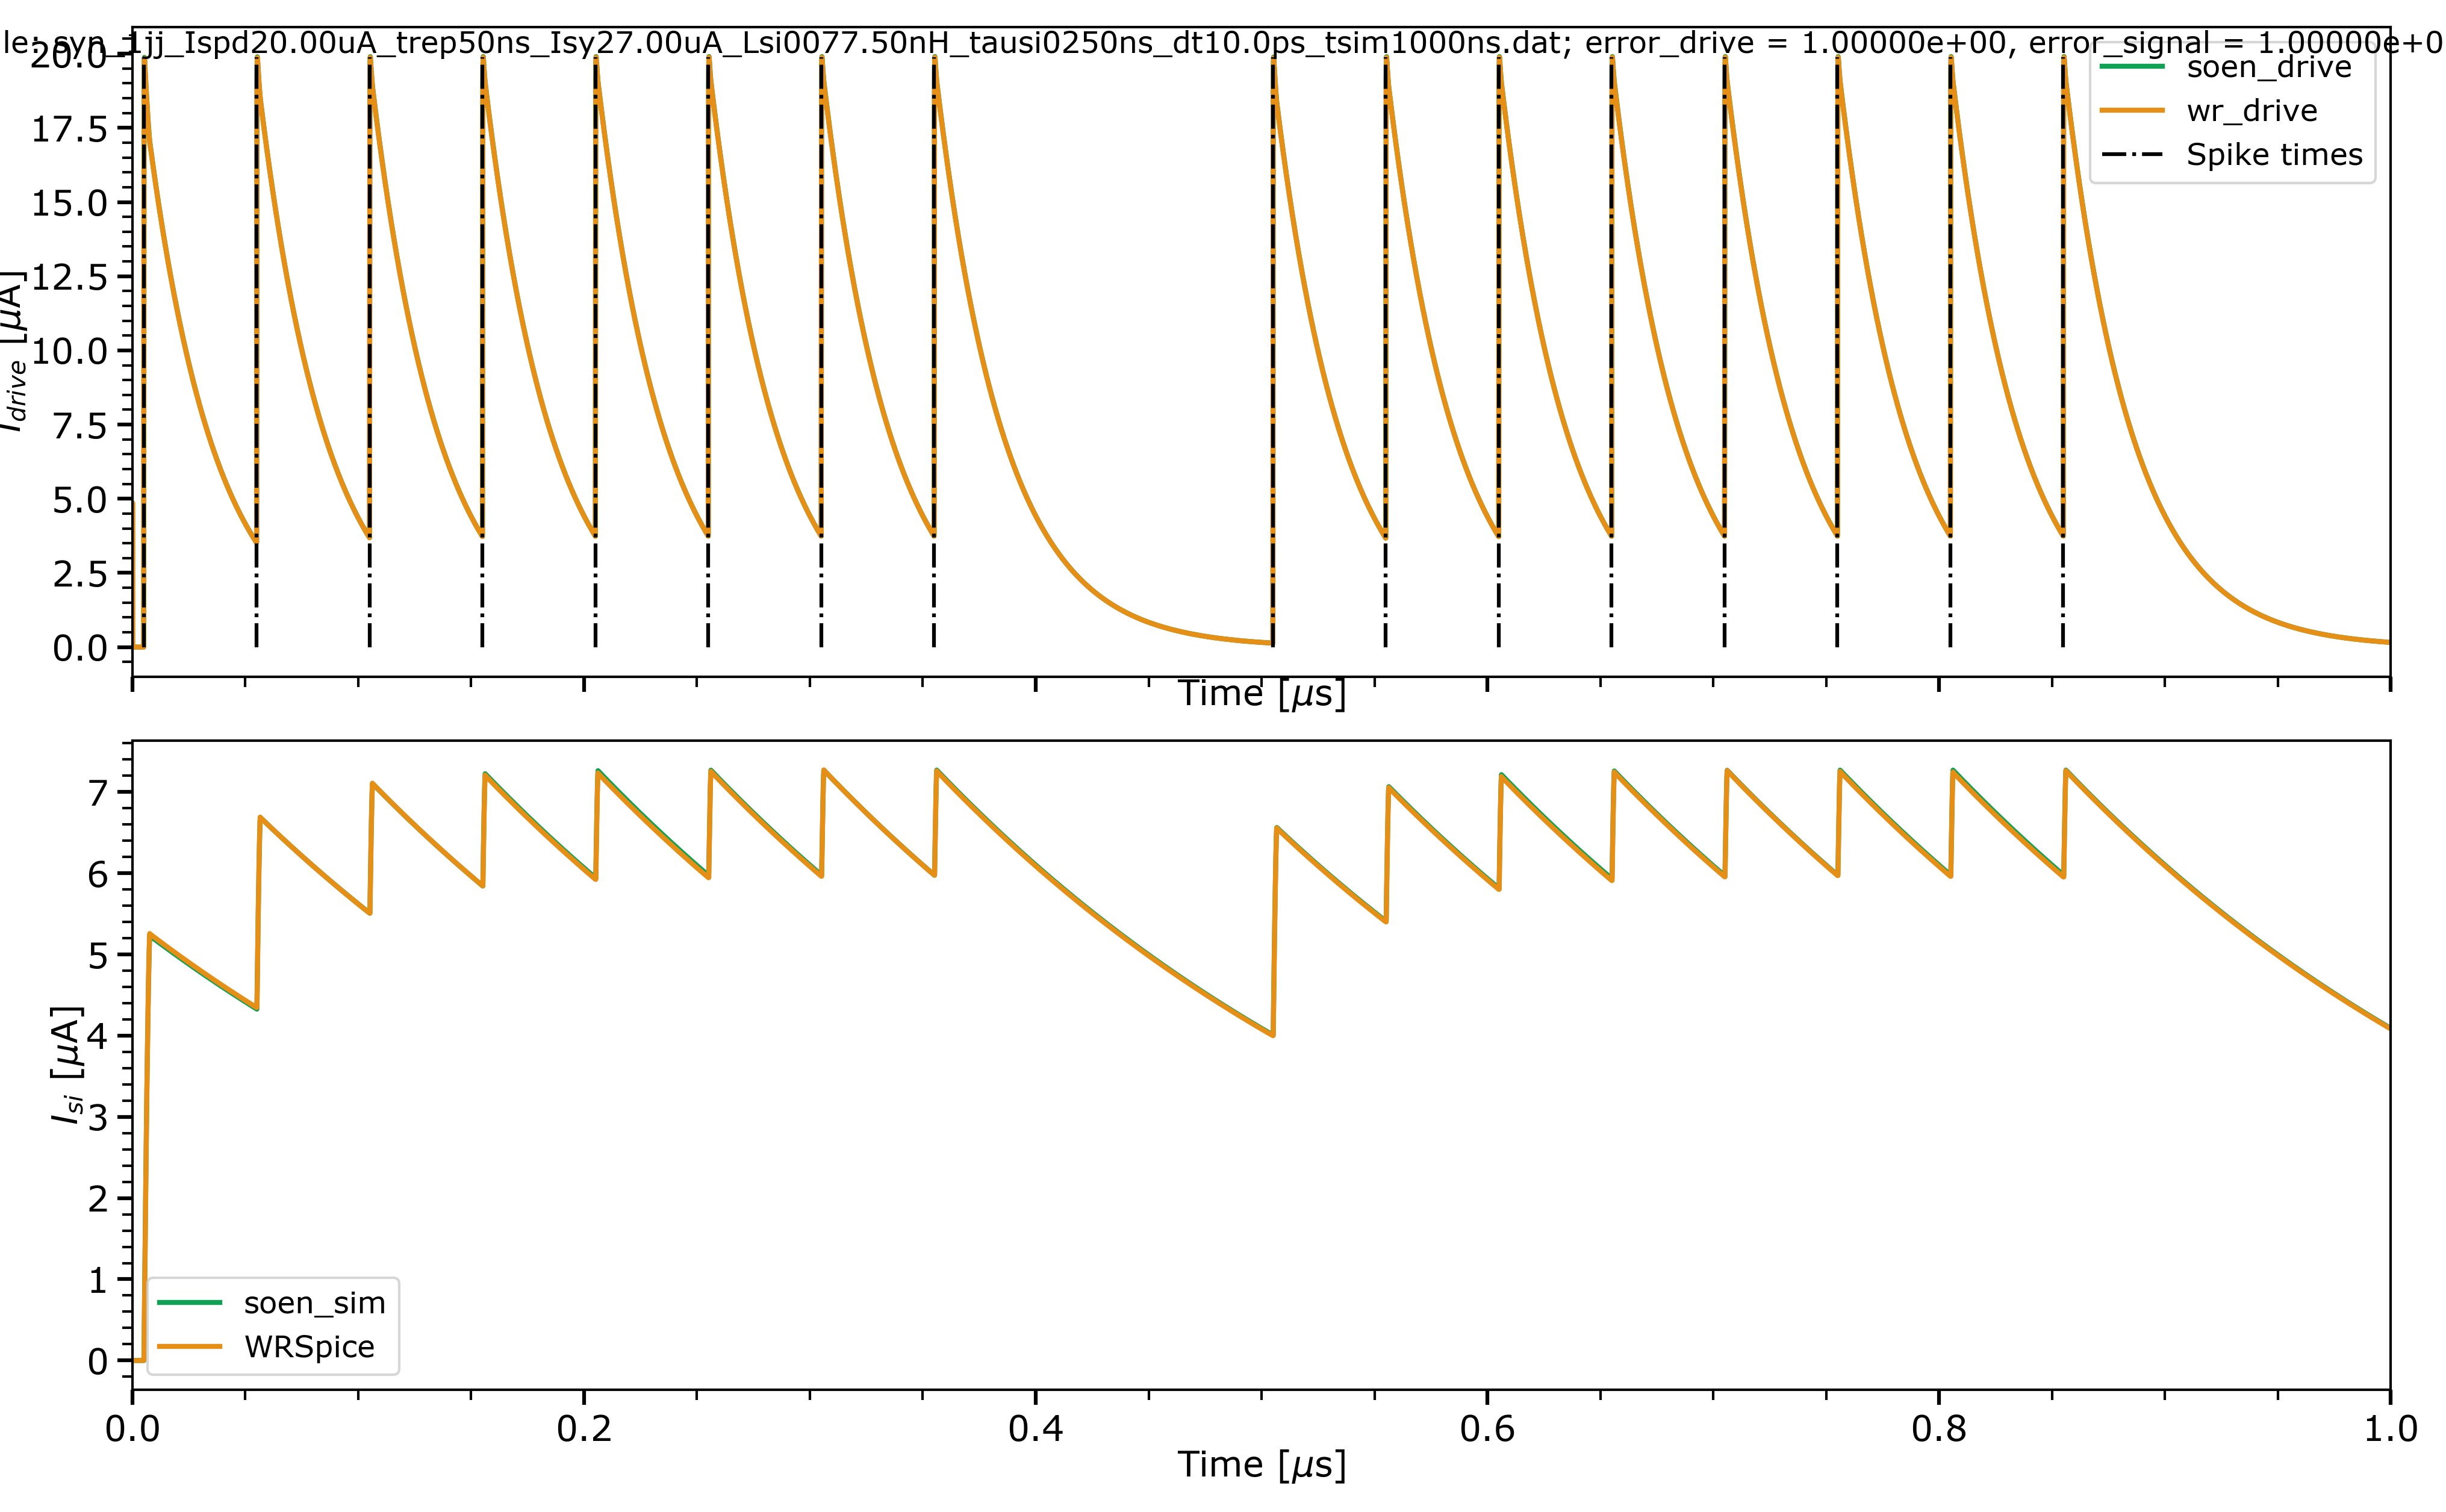 le: syn_1jj_Ispd20.00uA_trep50ns_Isy27.00uA_Lsi0077.50nH_tausi0250ns_dt10.0ps_tsim1000ns.dat; error_drive = 1.00000e+00, error_signal = 1.00000e+0
20.0
17.5
15.0
12.5
10.0
7.5
5.0
2.5
0.0
I_drive [μA]
soen_drive
wr_drive
Spike times
Time [μs]
7
6
5
4
3
2
1
0
I_si [μA]
soen_sim
WRSpice
0.0 0.2 0.4 0.6 0.8 1.0
Time [μs]